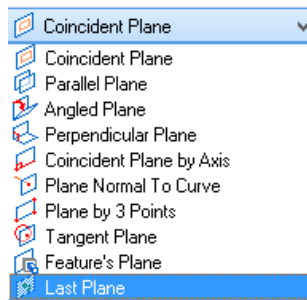 Coincident Plane
Coincident Plane
Parallel Plane
Angled Plane
Perpendicular Plane
Coincident Plane by Axis
Plane Normal To Curve
Plane by 3 Points
Tangent Plane
Feature's Plane
Last Plane